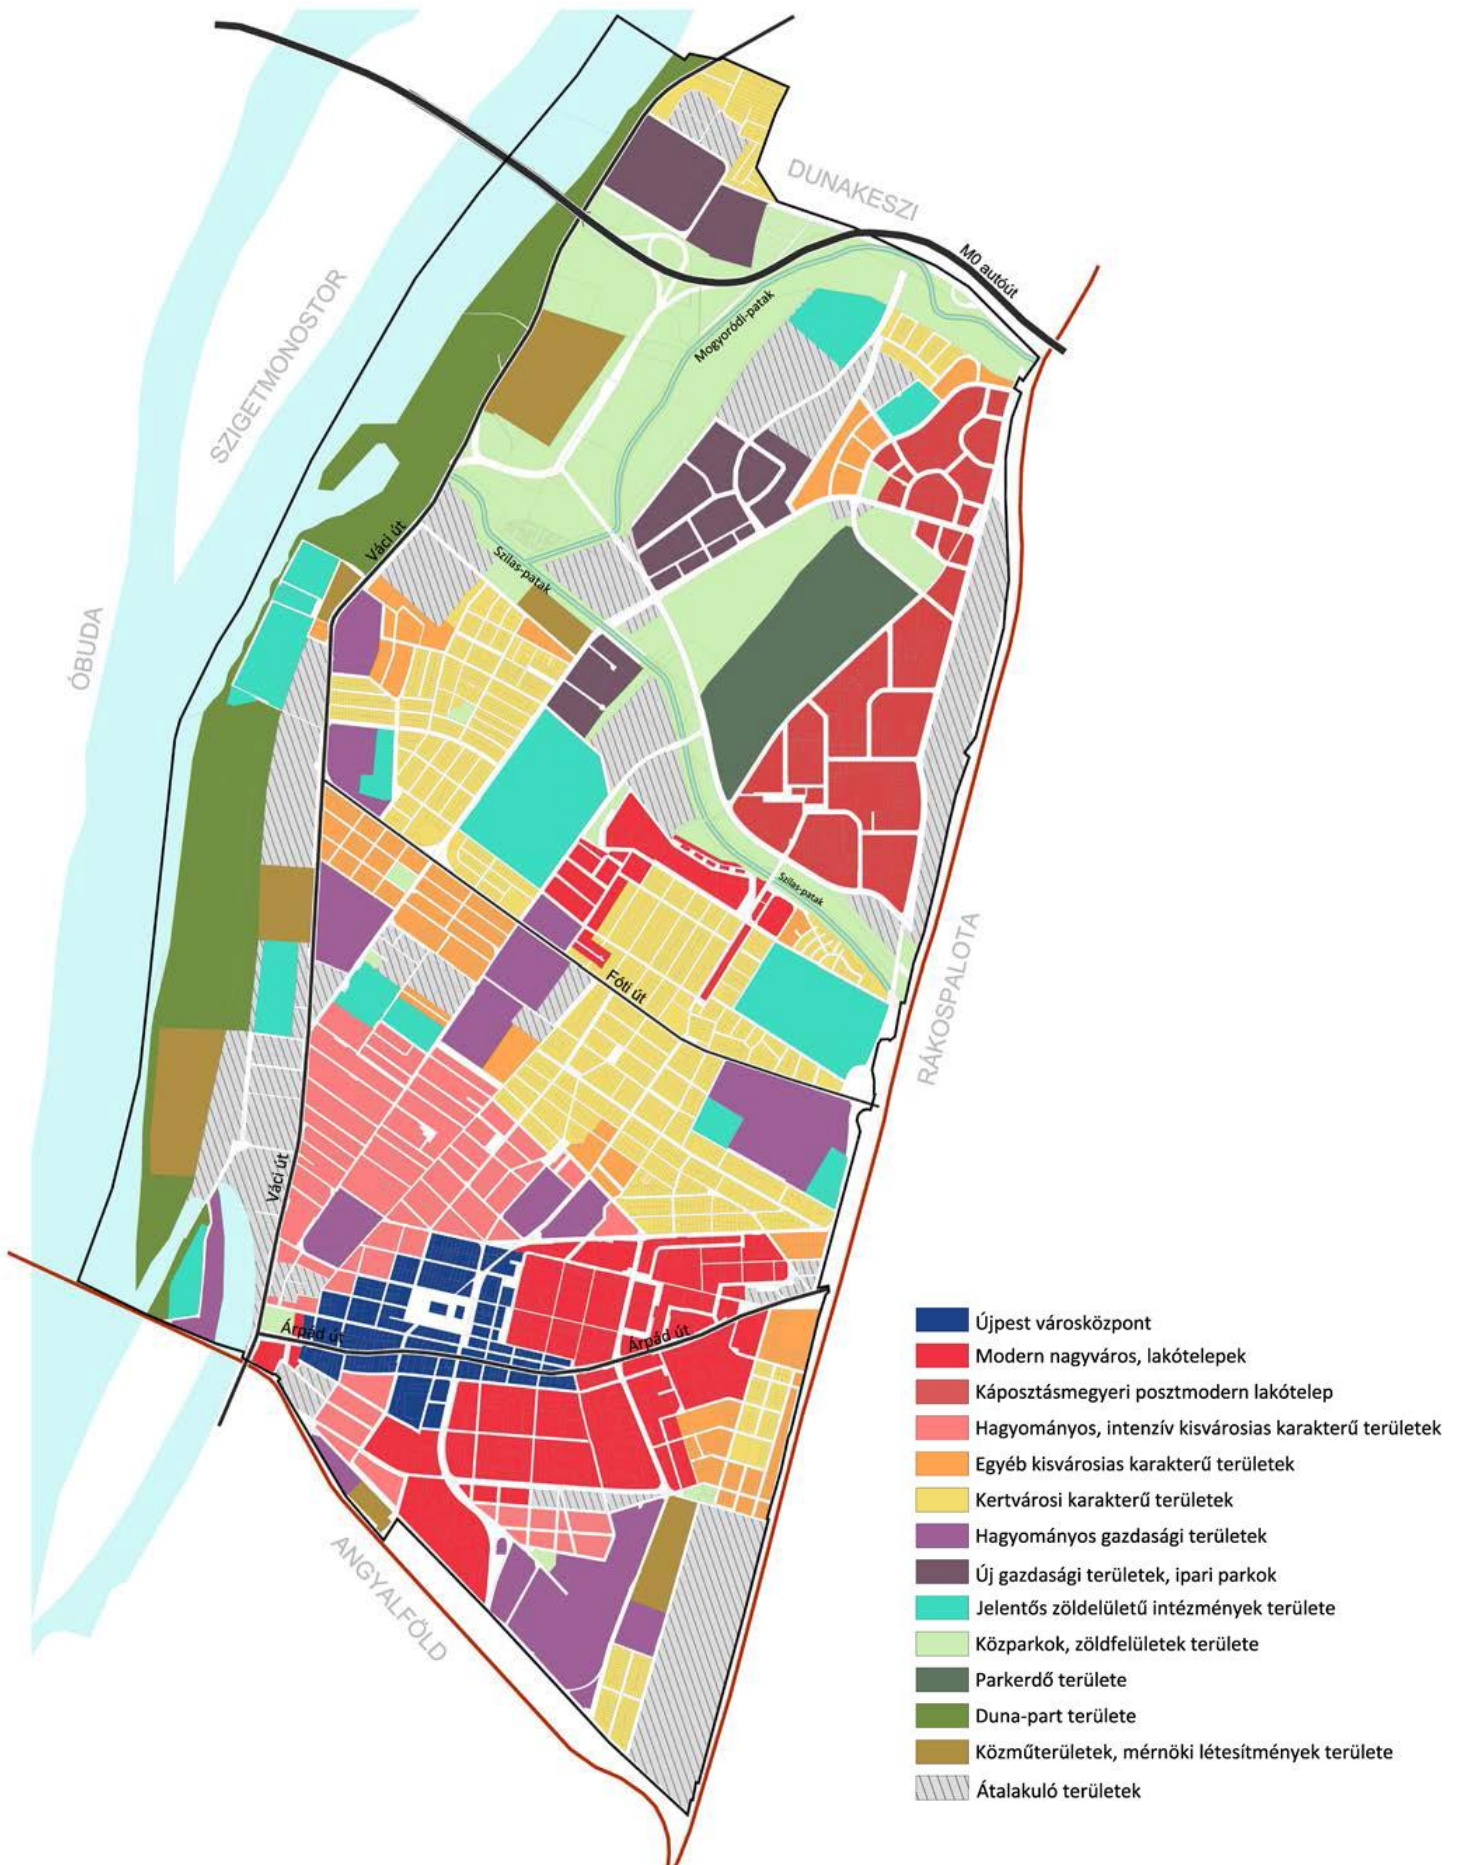 DUNAKESZI
M0 autóút
SZIGETMONOSTOR
Mogyoródi-patak
Váci út
Szilas-patak
ÓBUDA
Szilas-patak
Fóti út
RÁKOSPALOTA
Váci út
Árpád út
Árpád út
ANGYALFÖLD
Újpest városközpont
Modern nagyváros, lakótelepek
Káposztásmegyeri posztmodern lakótelep
Hagyományos, intenzív kisvárosias karakterű területek
Egyéb kisvárosias karakterű területek
Kertvárosi karakterű területek
Hagyományos gazdasági területek
Új gazdasági területek, ipari parkok
Jelentős zöldelületű intézmények területe
Közparkok, zöldfelületek területe
Parkerdő területe
Duna-part területe
Közműterületek, mérnöki létesítmények területe
Átalakuló területek